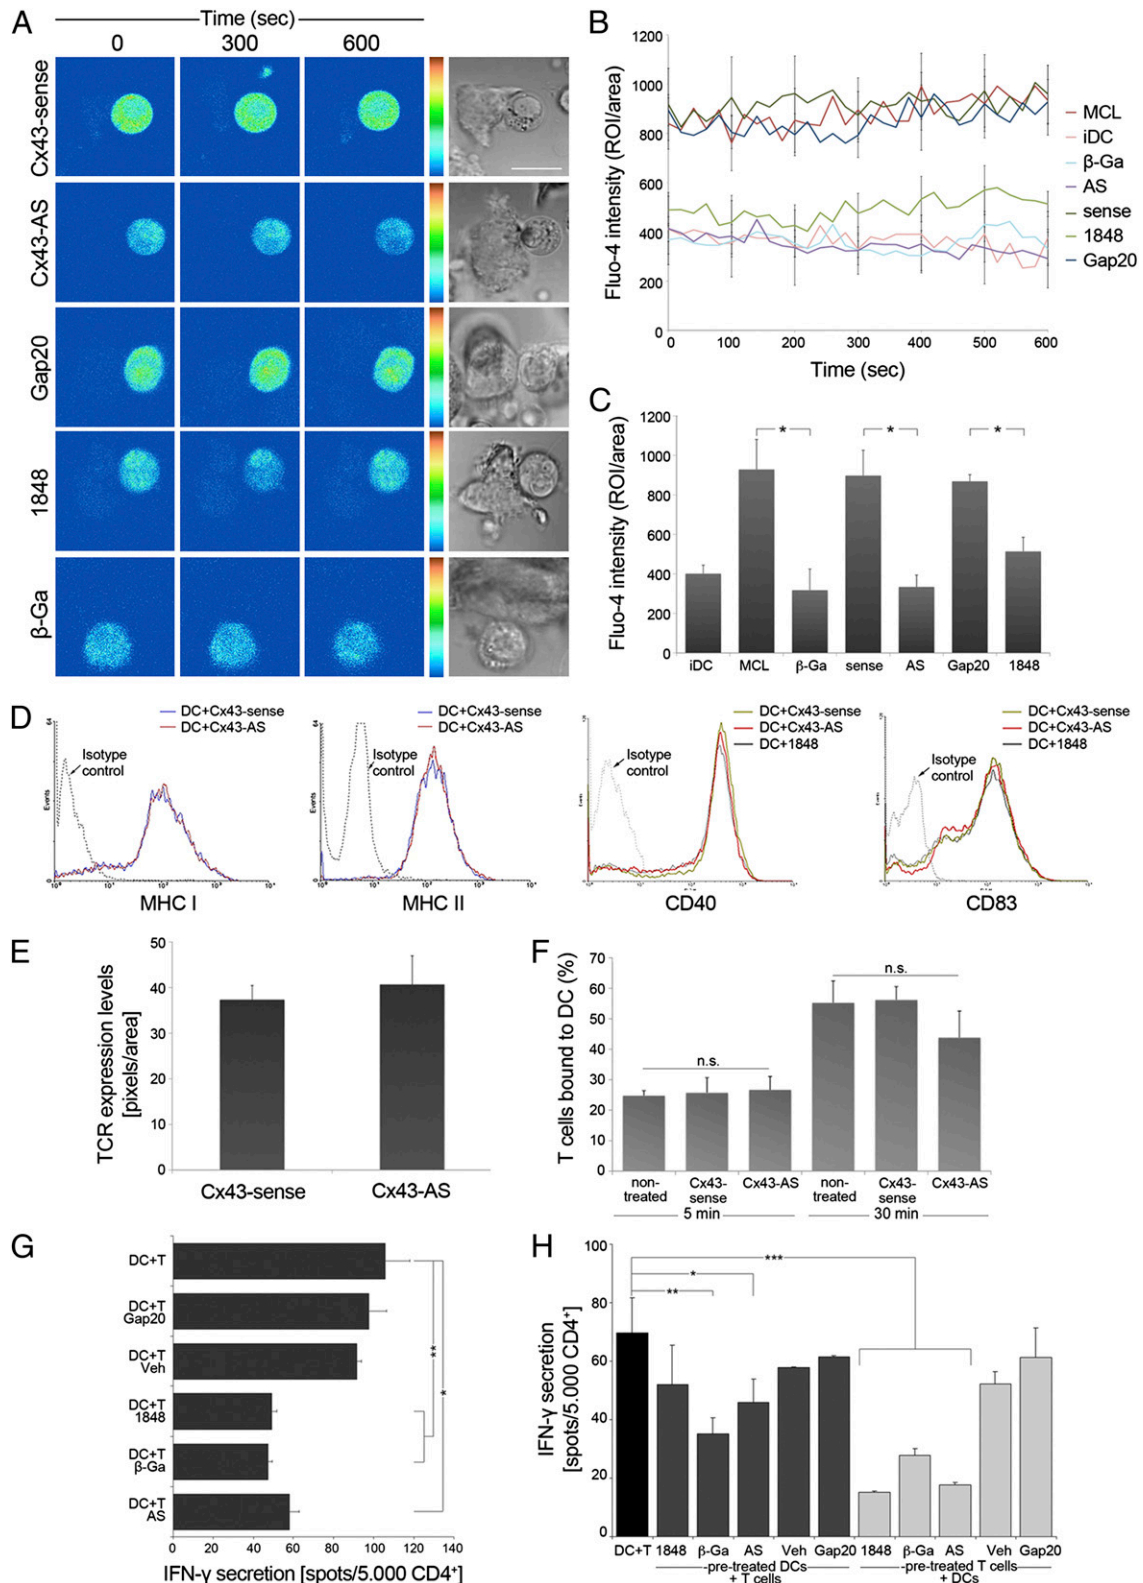 A
Time (sec)
0 300 600
Cx43-sense
Cx43-AS
Gap20
1848
β-Ga
B
Fluo-4 intensity (ROI/area)
1000
800
600
400
200
0
0 100 200 300 400 500 600
Time (sec)
MCL
iDC
β-Ga
AS
sense
1848
Gap20
C
Fluo-4 intensity (ROI/area)
1200
1000
800
600
400
200
0
* * *
iDC MCL β-Ga sense AS Gap20 1848
D
DC+Cx43-sense
DC+Cx43-AS
Isotype
control
Events
MHC I
DC+Cx43-sense
DC+Cx43-AS
Isotype
control
Events
MHC II
DC+Cx43-sense
DC+Cx43-AS
DC+1848
Isotype
control
CD40
DC+Cx43-sense
DC+Cx43-AS
DC+1848
Isotype
control
CD83
E
TCR expression levels
[pixels/area]
50
40
30
20
10
0
Cx43-sense Cx43-AS
F
T cells bound to DC (%)
70
60
50
40
30
20
10
0
n.s.
n.s.
non-
treated
Cx43-
sense
Cx43-AS
5 min
non-
treated
Cx43-
sense
Cx43-AS
30 min
G
DC+T
DC+T
Gap20
DC+T
Veh
DC+T
1848
DC+T
β-Ga
DC+T
AS
**
*
0 20 40 60 80 100 120 140
IFN-γ secretion [spots/5.000 CD4⁺]
H
IFN-γ secretion
[spots/5.000 CD4⁺]
100
80
60
40
20
0
***
*
**
DC+T 1848 β-Ga AS Veh Gap20 1848 β-Ga AS Veh Gap20
-pre-treated DCs
+ T cells
-pre-treated T cells
+ DCs